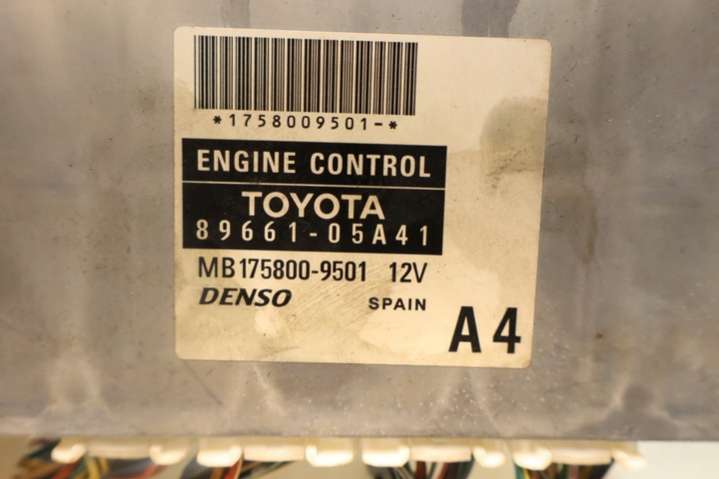 *1758009501-*
ENGINE CONTROL
TOYOTA
89661-05A41
MB175800-9501 12V
DENSO SPAIN
A4